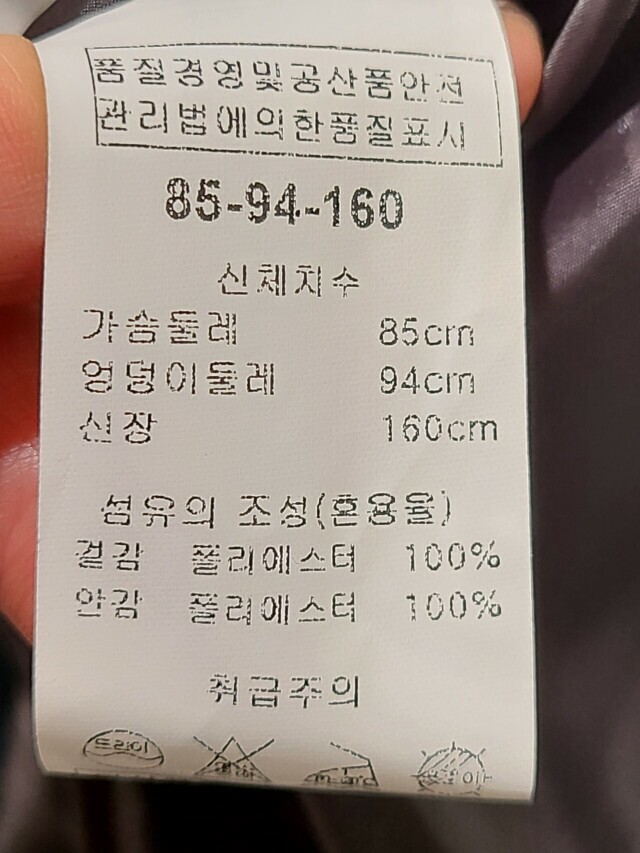 품질경영및공산품안전
관리법에의한품질표시
85-94-160
신체치수
가슴둘레 85cm
엉덩이둘레 94cm
신장 160cm
섬유의 조성(혼용율)
겉감 폴리에스터 100%
안감 폴리에스터 100%
취급주의
드라이